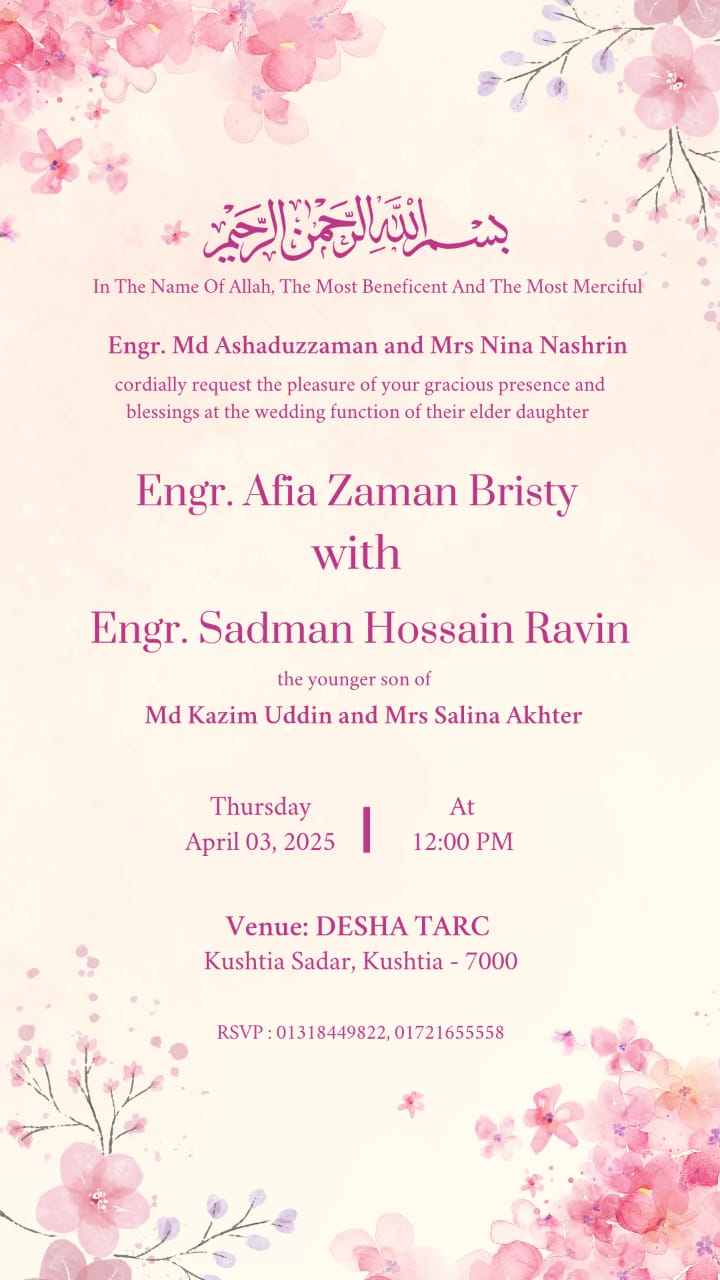 بسم الله الرحمن الرحيم
In The Name Of Allah, The Most Beneficent And The Most Merciful
Engr. Md Ashaduzzaman and Mrs Nina Nashrin
cordially request the pleasure of your gracious presence and
blessings at the wedding function of their elder daughter
Engr. Afia Zaman Bristy
with
Engr. Sadman Hossain Ravin
the younger son of
Md Kazim Uddin and Mrs Salina Akhter
Thursday
April 03, 2025
At
12:00 PM
Venue: DESHA TARC
Kushtia Sadar, Kushtia - 7000
RSVP : 01318449822, 01721655558